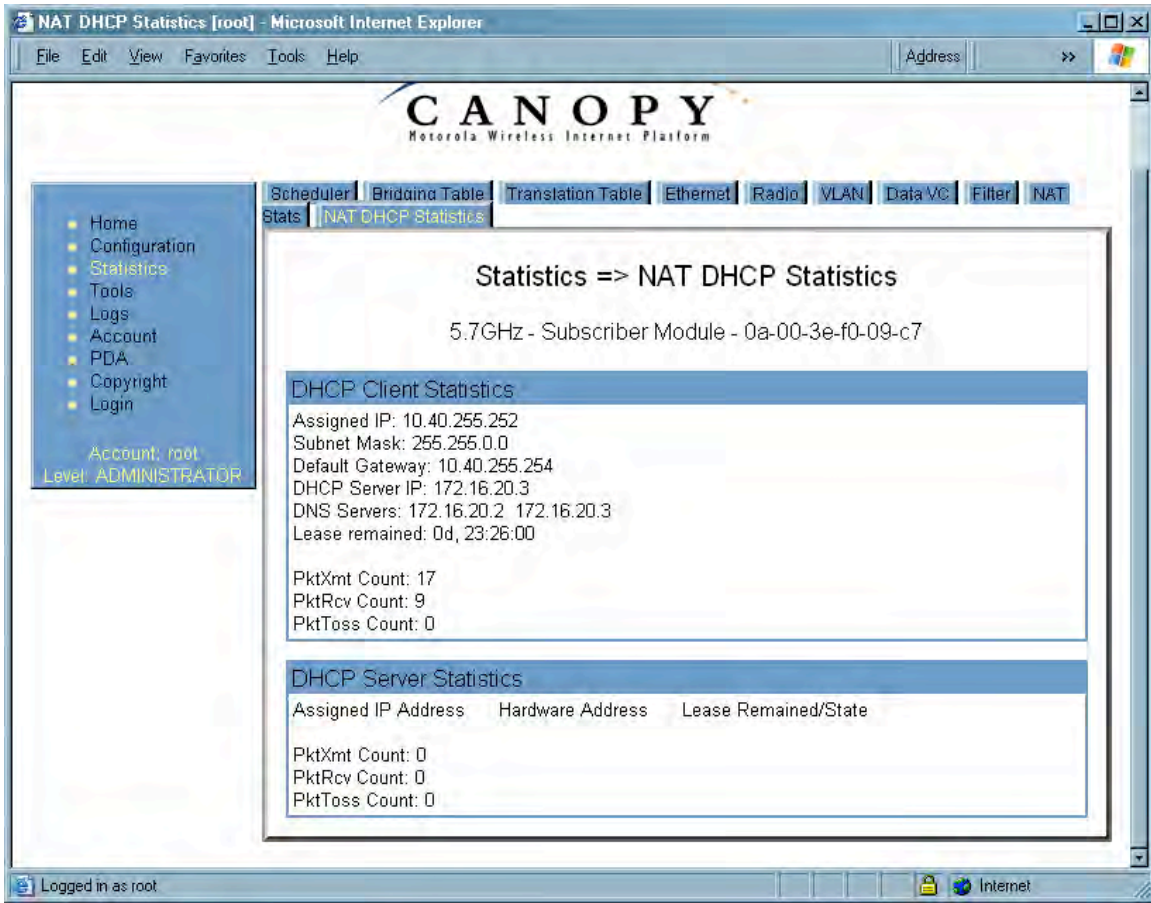 NAT DHCP Statistics [root] - Microsoft Internet Explorer
File Edit View Favorites Tools Help Address »
CANOPY
Motorola Wireless Internet Platform
Scheduler Bridging Table Translation Table Ethernet Radio VLAN Data VC Filter NAT
Stats NAT DHCP Statistics
Home
Configuration
Statistics
Tools
Logs
Account
PDA
Copyright
Login
Account: root
Level: ADMINISTRATOR
Statistics => NAT DHCP Statistics
5.7GHz - Subscriber Module - 0a-00-3e-f0-09-c7
DHCP Client Statistics
Assigned IP: 10.40.255.252
Subnet Mask: 255.255.0.0
Default Gateway: 10.40.255.254
DHCP Server IP: 172.16.20.3
DNS Servers: 172.16.20.2 172.16.20.3
Lease remained: 0d, 23:26:00
PktXmt Count: 17
PktRcv Count: 9
PktToss Count: 0
DHCP Server Statistics
Assigned IP Address Hardware Address Lease Remained/State
PktXmt Count: 0
PktRcv Count: 0
PktToss Count: 0
Logged in as root Internet